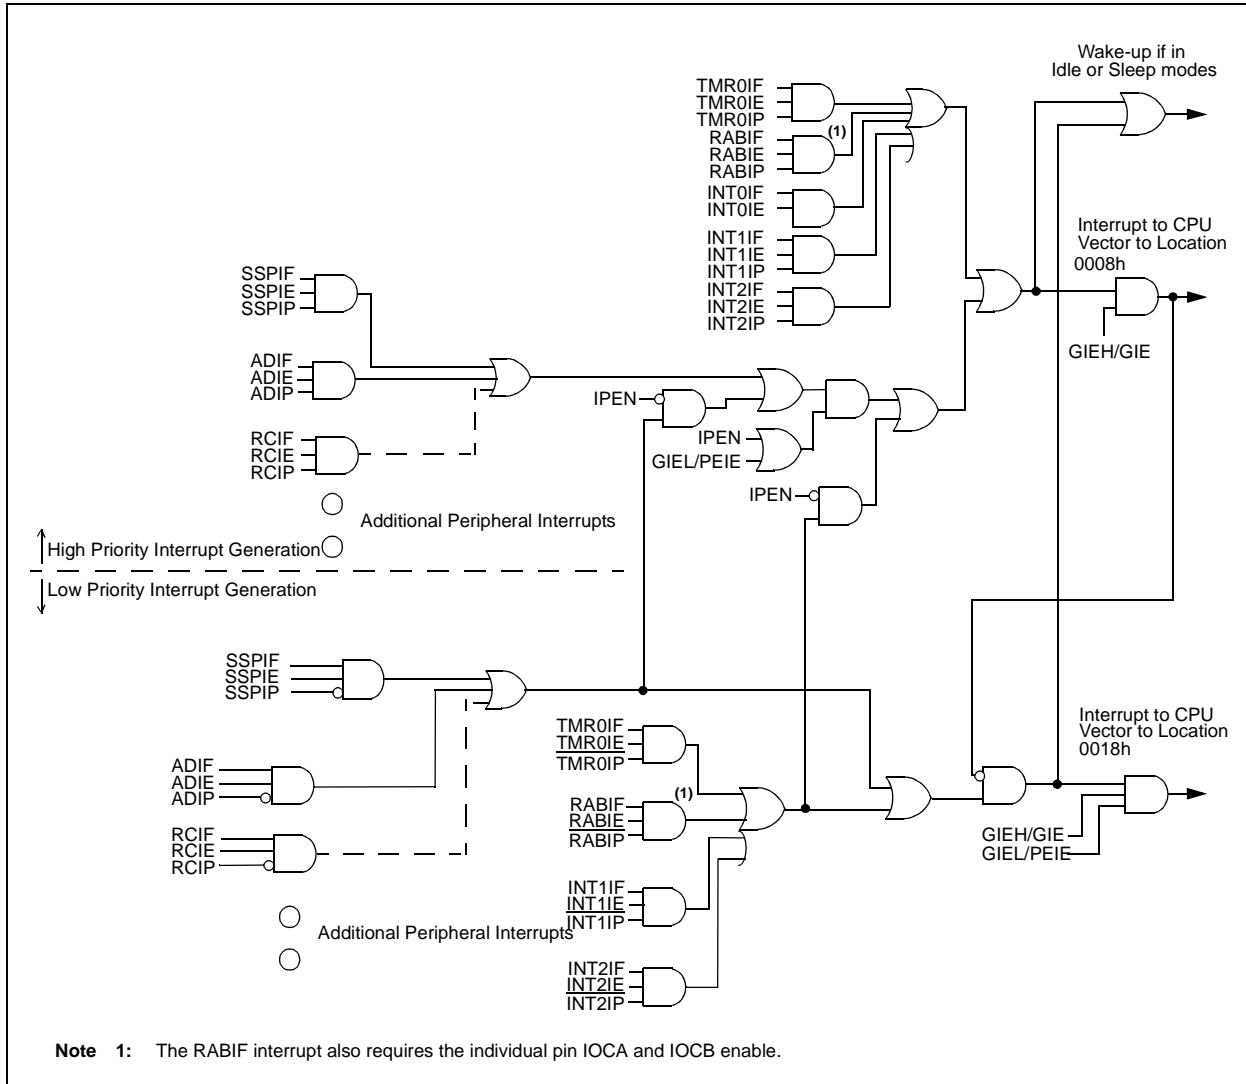 Wake-up if in
Idle or Sleep modes
TMR0IF
TMR0IE
TMR0IP
(1)
RABIF
RABIE
RABIP
INT0IF
INT0IE
INT1IF
INT1IE
INT1IP
INT2IF
INT2IE
INT2IP
Interrupt to CPU
Vector to Location
0008h
GIEH/GIE
SSPIF
SSPIE
SSPIP
ADIF
ADIE
ADIP
RCIF
RCIE
RCIP
IPEN
IPEN
GIEL/PEIE
IPEN
Additional Peripheral Interrupts
High Priority Interrupt Generation
Low Priority Interrupt Generation
SSPIF
SSPIE
SSPIP
ADIF
ADIE
ADIP
RCIF
RCIE
RCIP
Additional Peripheral Interrupts
TMR0IF
TMR0IE
TMR0IP
(1)
RABIF
RABIE
RABIP
INT1IF
INT1IE
INT1IP
INT2IF
INT2IE
INT2IP
Interrupt to CPU
Vector to Location
0018h
GIEH/GIE
GIEL/PEIE
Note 1: The RABIF interrupt also requires the individual pin IOCA and IOCB enable.